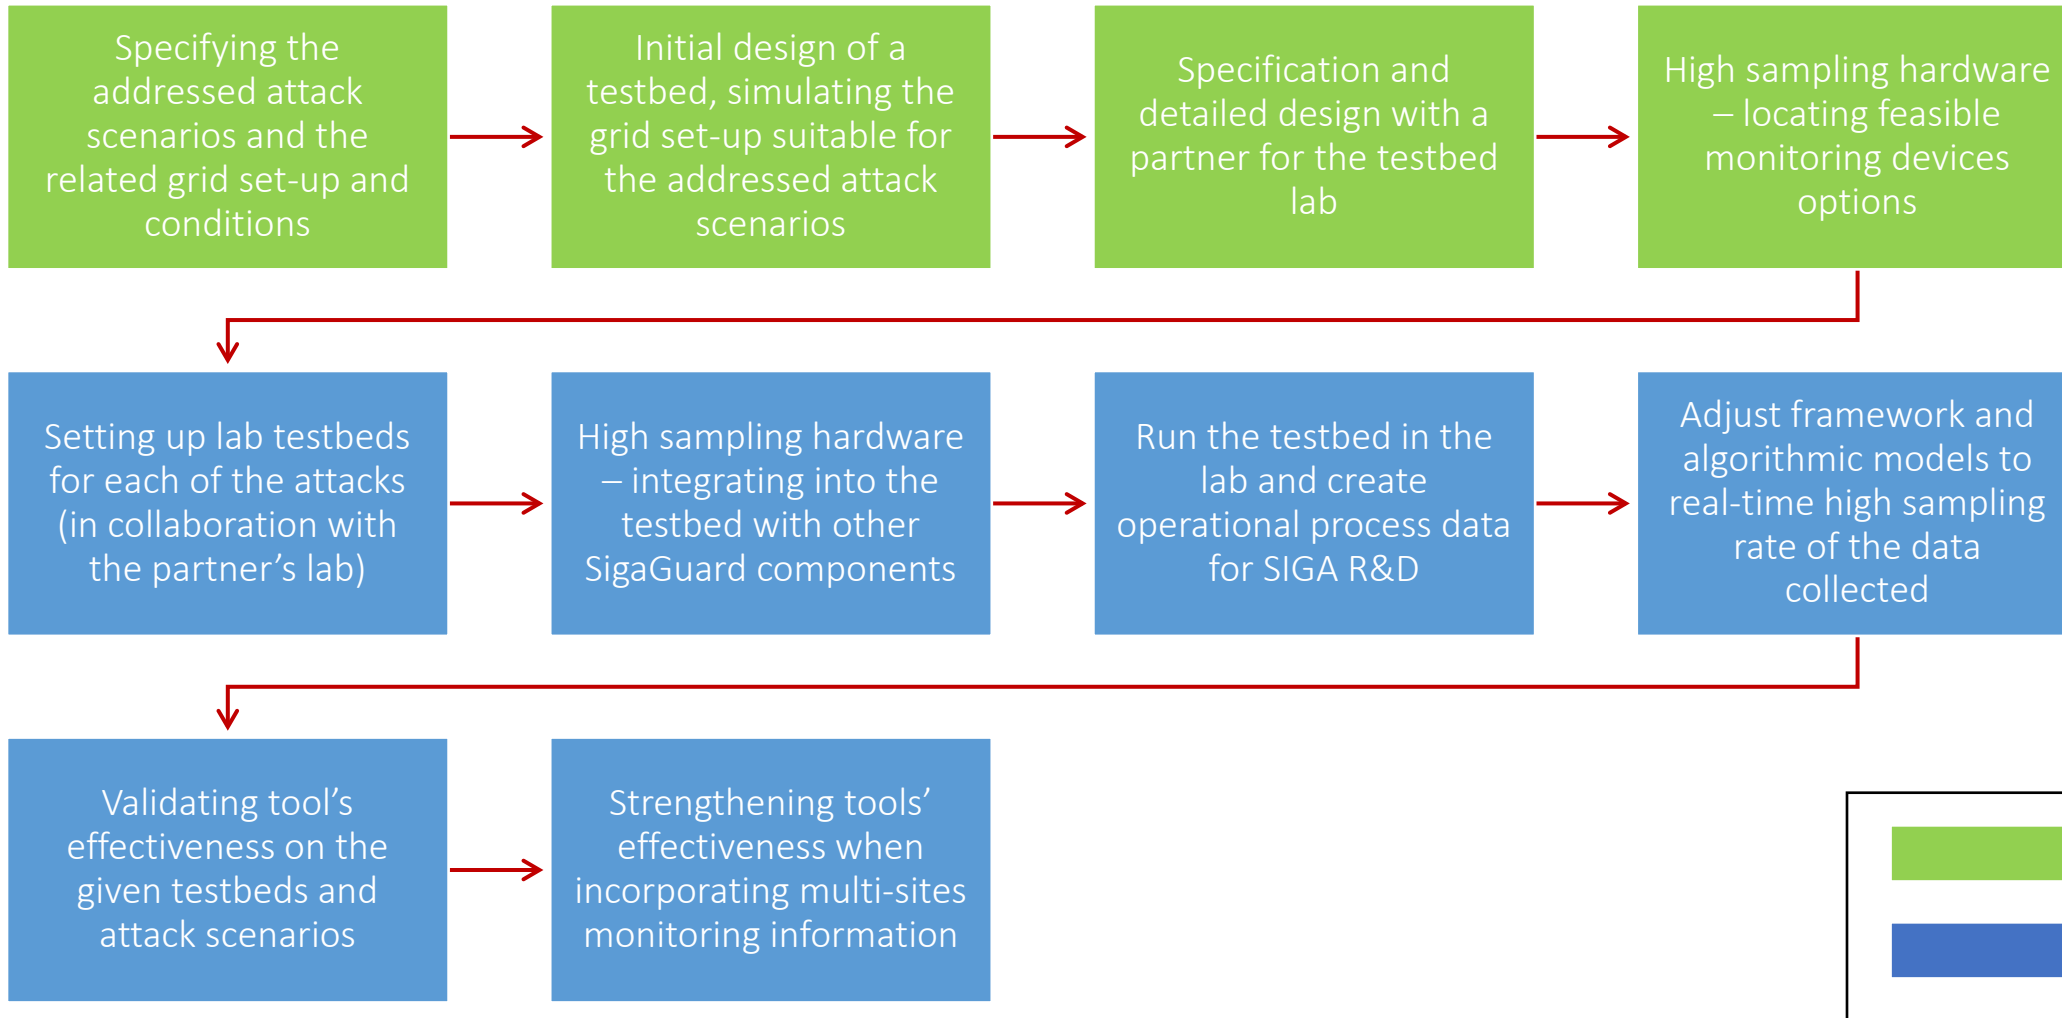 Specifying the
addressed attack
scenarios and the
related grid set-up and
conditions
Initial design of a
testbed, simulating the
grid set-up suitable for
the addressed attack
scenarios
Specification and
detailed design with a
partner for the testbed
lab
High sampling hardware
– locating feasible
monitoring devices
options
Setting up lab testbeds
for each of the attacks
(in collaboration with
the partner’s lab)
High sampling hardware
– integrating into the
testbed with other
SigaGuard components
Run the testbed in the
lab and create
operational process data
for SIGA R&D
Adjust framework and
algorithmic models to
real-time high sampling
rate of the data
collected
Validating tool’s
effectiveness on the
given testbeds and
attack scenarios
Strengthening tools’
effectiveness when
incorporating multi-sites
monitoring information